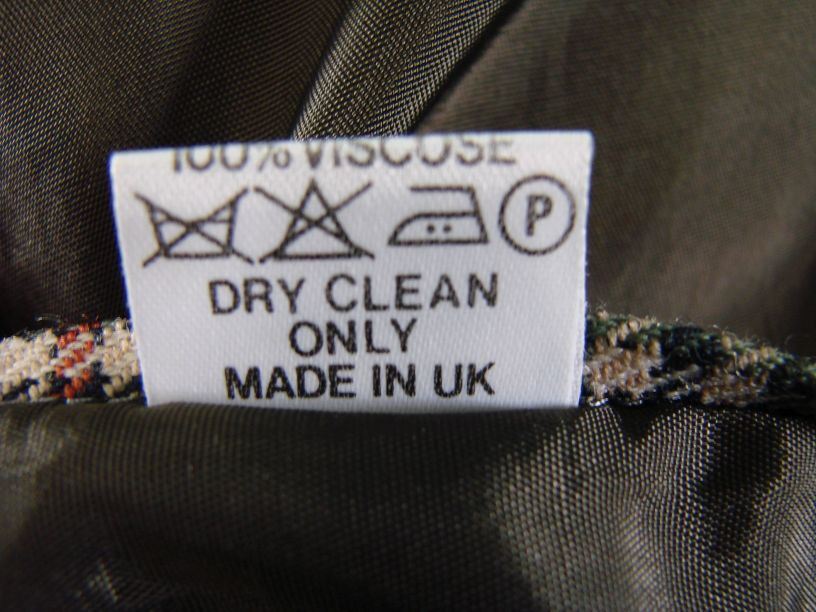 100% VISCOSE
P
DRY CLEAN
ONLY
MADE IN UK